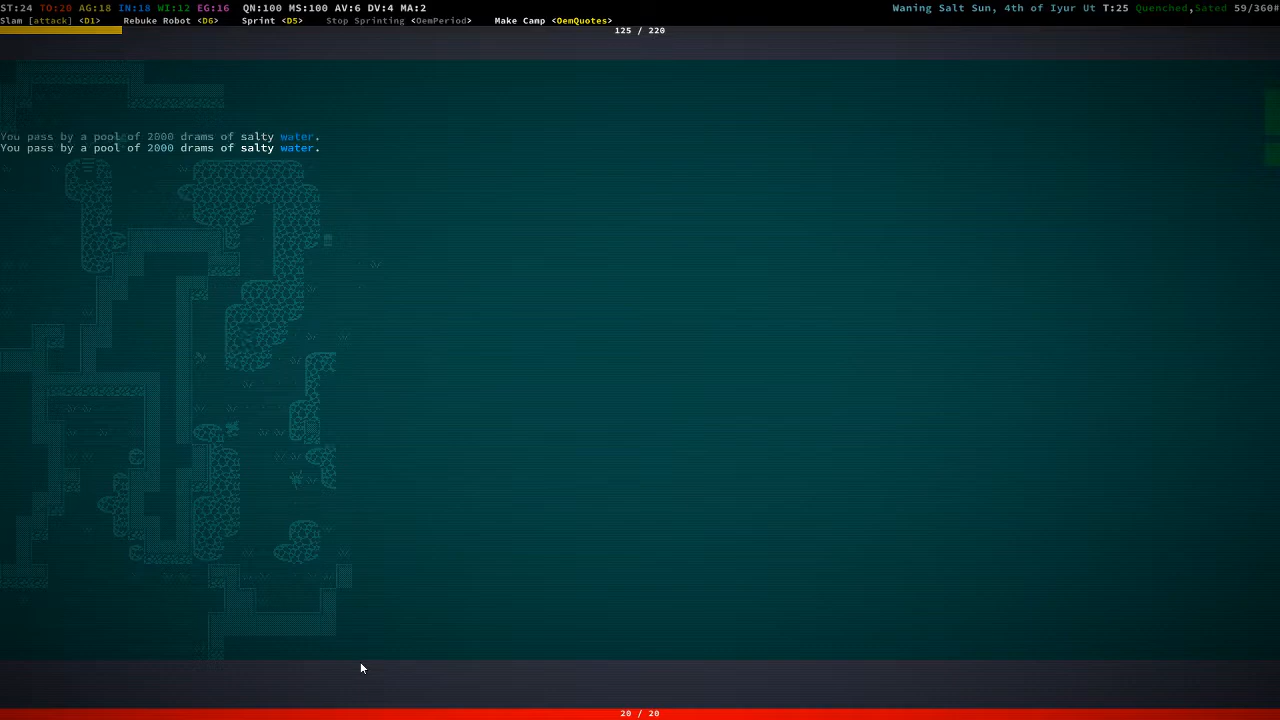 ST:24 TO:20 AG:18 IN:18 WI:12 EG:16 QN:100 MS:100 AV:6 DV:4 MA:2 Waning Salt Sun, 4th of Iyur Ut T:25 Quenched,Sated 59/360#
Slam [attack] <D1> Rebuke Robot <D6> Sprint <D5> Stop Sprinting <OemPeriod> Make Camp <OemQuotes>
125 / 220
You pass by a pool of 2000 drams of salty water.
You pass by a pool of 2000 drams of salty water.
20 / 20